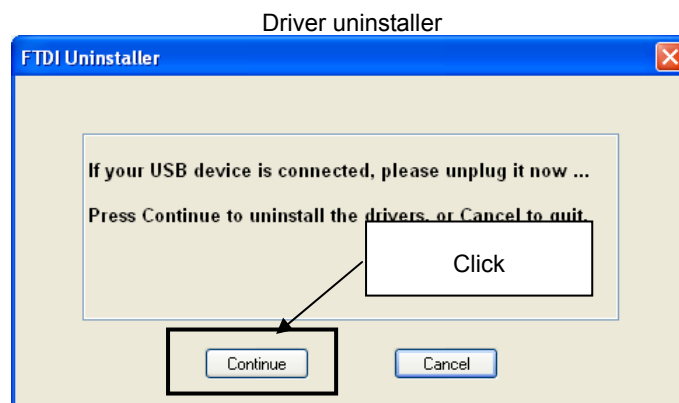 Driver uninstaller
FTDI Uninstaller
If your USB device is connected, please unplug it now ...
Press Continue to uninstall the drivers, or Cancel to quit.
Click
Continue
Cancel